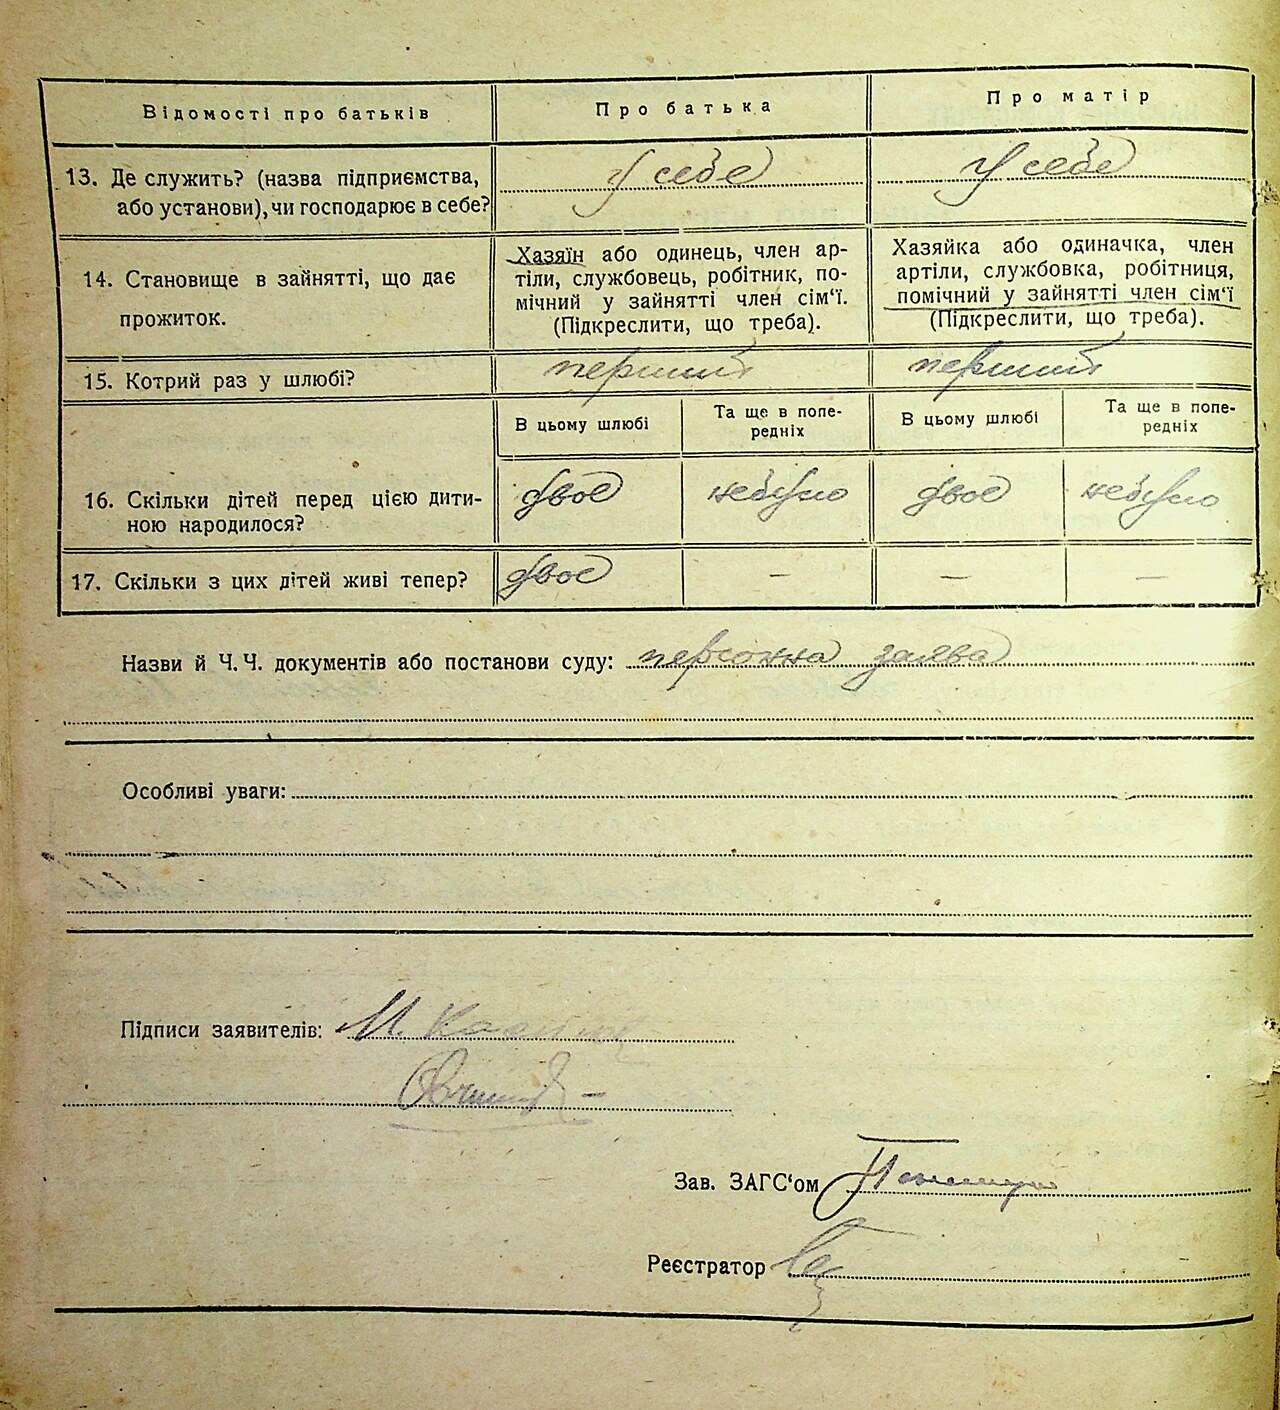 Відомості про батьків
Про батька
Про матір
13. Де служить? (назва підприємства,
або установи), чи господарює в себе?
У себе
У себе
14. Становище в зайнятті, що дає
прожиток.
Хазяїн або одинець, член ар-
тіли, службовець, робітник, по-
мічний у зайнятті член сім‘ї.
(Підкреслити, що треба).
Хазяйка або одиначка, член
артіли, службовка, робітниця,
помічний у зайнятті член сім‘ї
(Підкреслити, що треба).
15. Котрий раз у шлюбі?
перший
перший
В цьому шлюбі
Та ще в попе-
редніх
В цьому шлюбі
Та ще в попе-
редніх
16. Скільки дітей перед цією дити-
ною народилося?
двоє
небуло
двоє
небуло
17. Скільки з цих дітей живі тепер?
двоє
–
–
–
Назви й Ч. Ч. документів або постанови суду: персонна заява
Особливі уваги:
Підписи заявителів: М.
Зав. ЗАГС‘ом
Реєстратор